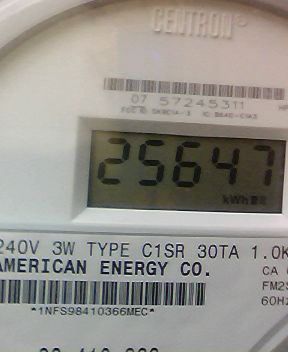 CENTRON®
07 57245311
25647
kWh
240V 3W TYPE C1SR 30TA 1.0K
AMERICAN ENERGY CO.
CA
FM2S
60Hz
*1NFS98410366MEC*